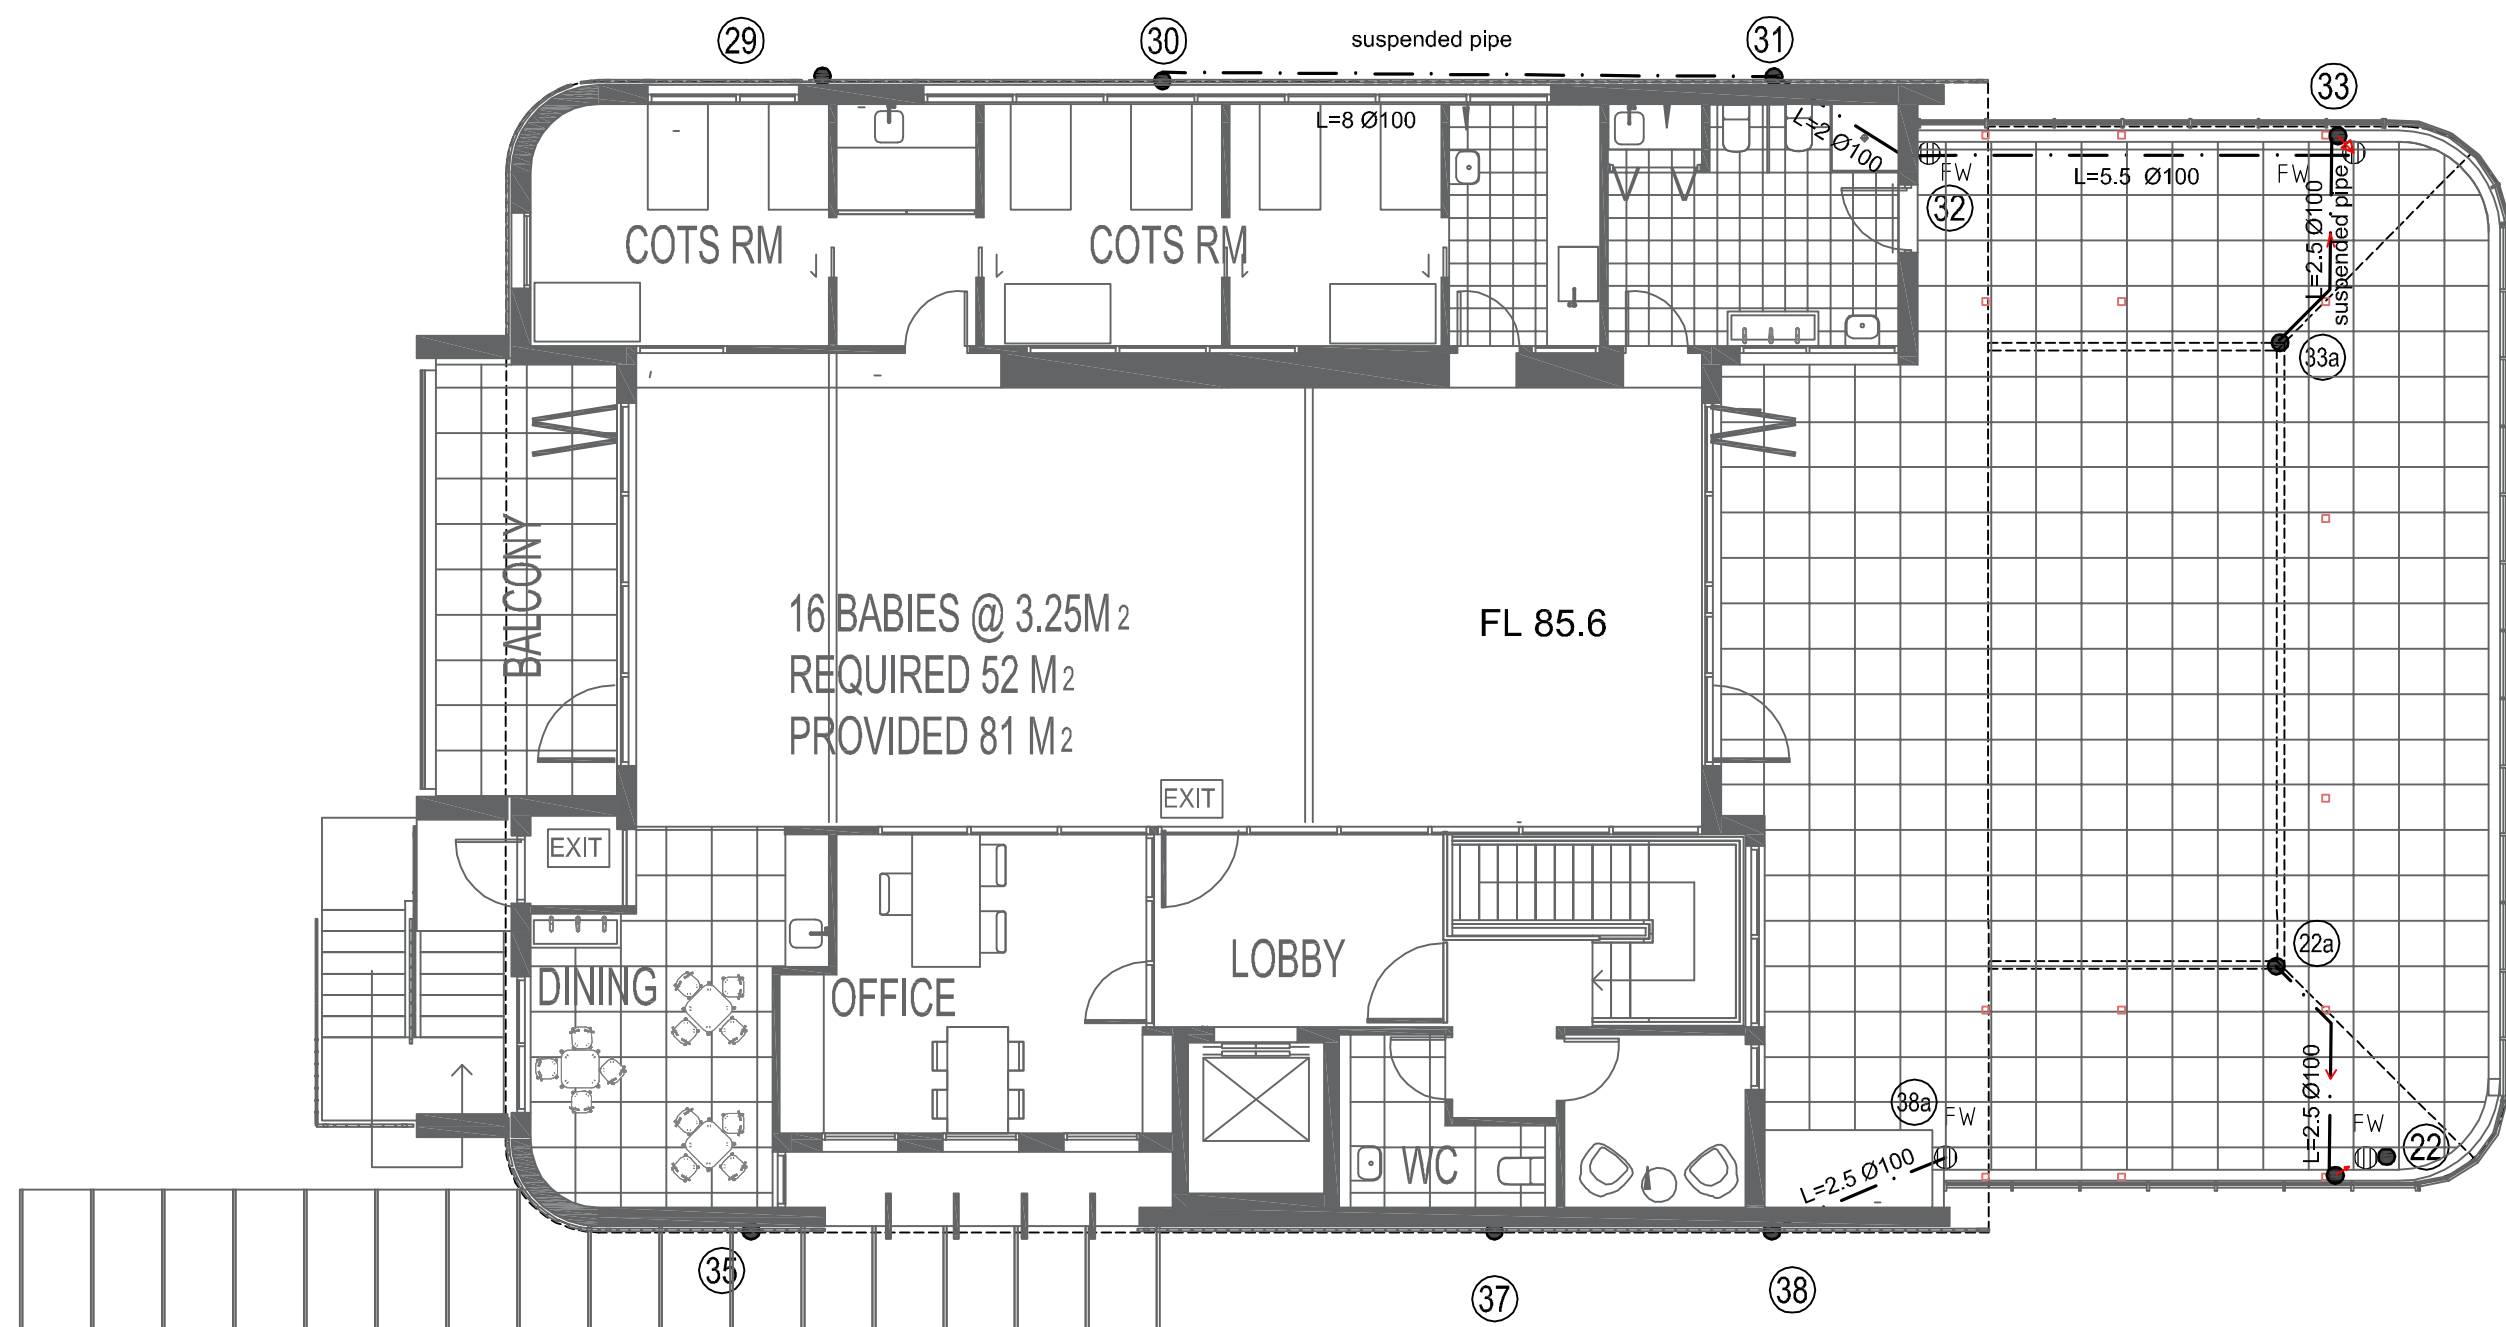 29
30
suspended pipe
31
33
L=8 Ø100
L=2 Ø100
FW
L=5.5 Ø100
FW
32
L=2.5 Ø100
suspended pipe
COTS RM
COTS RM
33a
BALCONY
16 BABIES @ 3.25M2
REQUIRED 52 M2
PROVIDED 81 M2
FL 85.6
EXIT
EXIT
DINING
OFFICE
LOBBY
22a
38a
FW
L=2.5 Ø100
FW
22
WC
L=2.5 Ø100
35
37
38